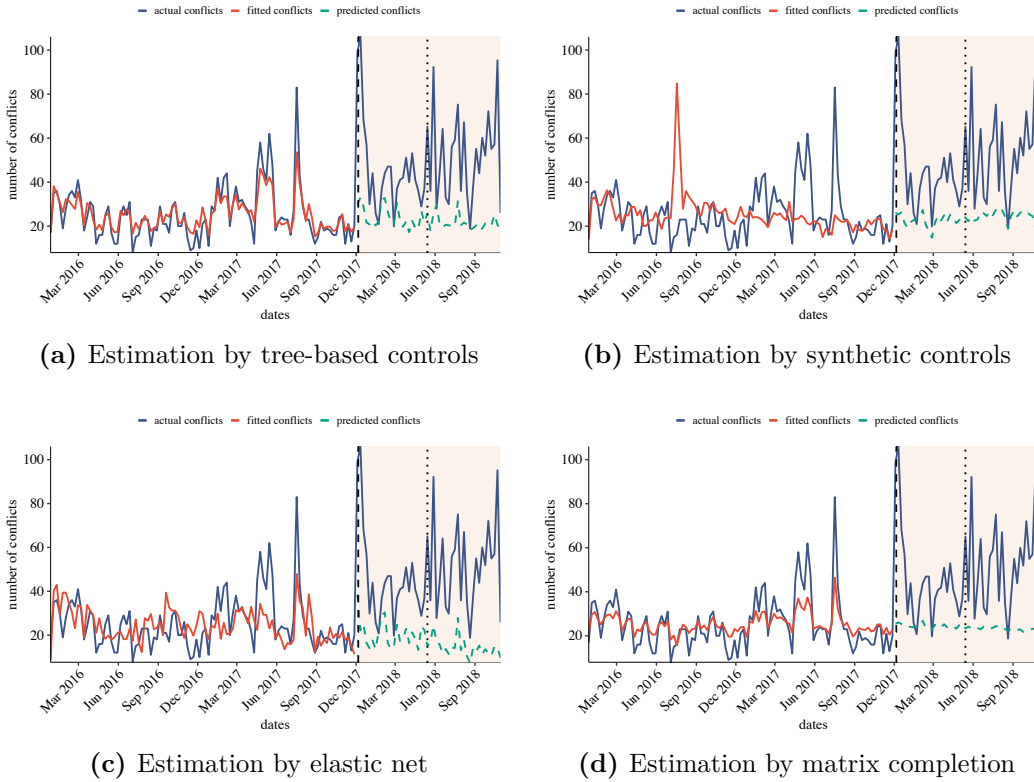 actual conflicts fitted conflicts predicted conflicts
100
80
60
40
20
number of conflicts
Mar 2016 Jun 2016 Sep 2016 Dec 2016 Mar 2017 Jun 2017 Sep 2017 Dec 2017 Mar 2018 Jun 2018 Sep 2018
dates
(a) Estimation by tree-based controls
actual conflicts fitted conflicts predicted conflicts
100
80
60
40
20
number of conflicts
Mar 2016 Jun 2016 Sep 2016 Dec 2016 Mar 2017 Jun 2017 Sep 2017 Dec 2017 Mar 2018 Jun 2018 Sep 2018
dates
(b) Estimation by synthetic controls
actual conflicts fitted conflicts predicted conflicts
100
80
60
40
20
number of conflicts
Mar 2016 Jun 2016 Sep 2016 Dec 2016 Mar 2017 Jun 2017 Sep 2017 Dec 2017 Mar 2018 Jun 2018 Sep 2018
dates
(c) Estimation by elastic net
actual conflicts fitted conflicts predicted conflicts
100
80
60
40
20
number of conflicts
Mar 2016 Jun 2016 Sep 2016 Dec 2016 Mar 2017 Jun 2017 Sep 2017 Dec 2017 Mar 2018 Jun 2018 Sep 2018
dates
(d) Estimation by matrix completion